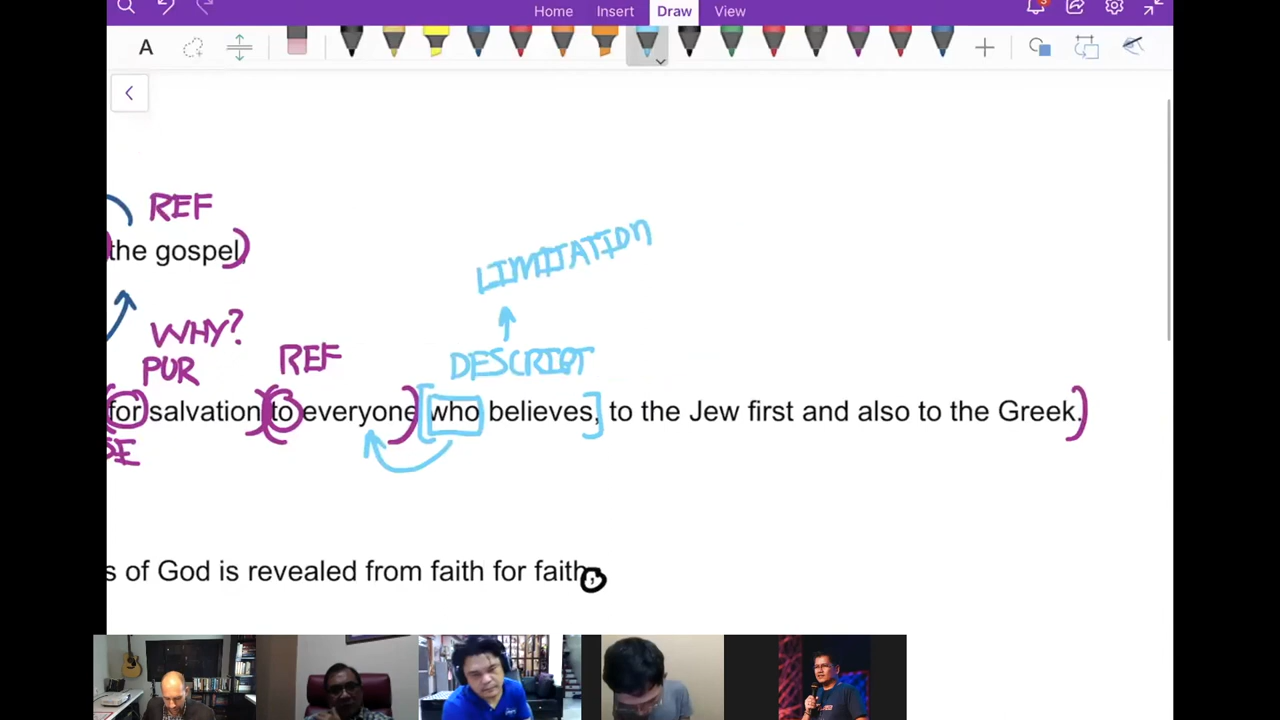 Home Insert Draw View
A
REF
the gospel,
LIMITATION
WHY?
PUR REF DESCRIPT
for salvation to everyone who believes, to the Jew first and also to the Greek.
SE
s of God is revealed from faith for faith,